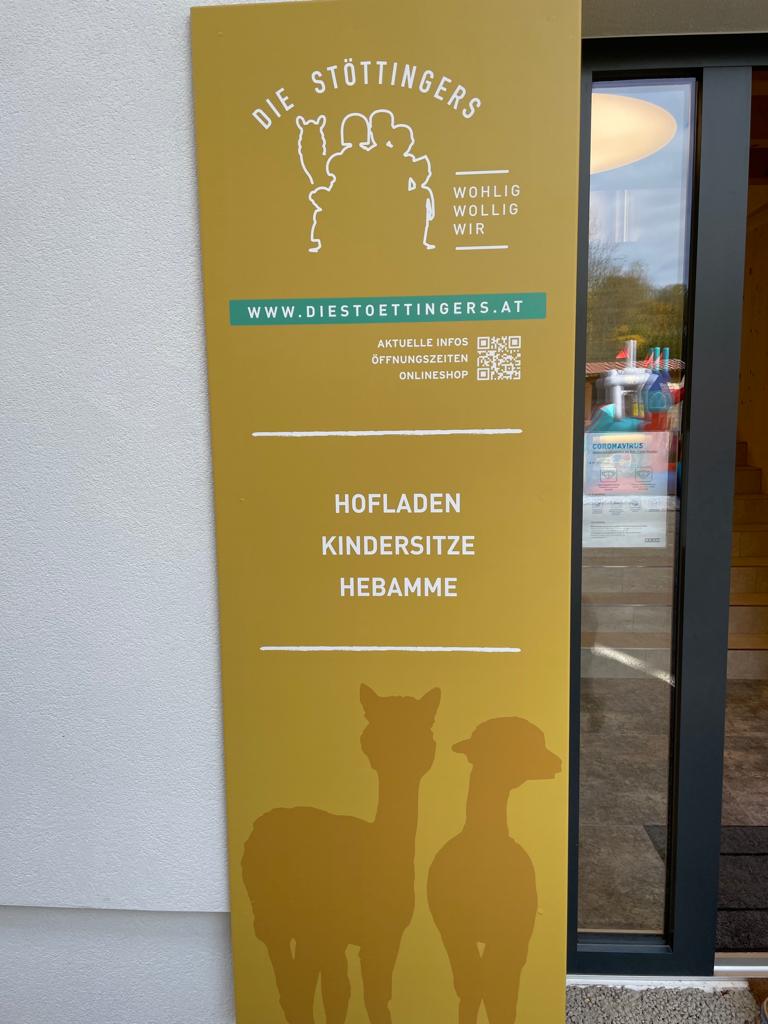 DIE STÖTTINGERS
WOHLIG
WOLLIG
WIR
WWW.DIESTOETTINGERS.AT
AKTUELLE INFOS
ÖFFNUNGSZEITEN
ONLINESHOP
HOFLADEN
KINDERSITZE
HEBAMME
CORONAVIRUS